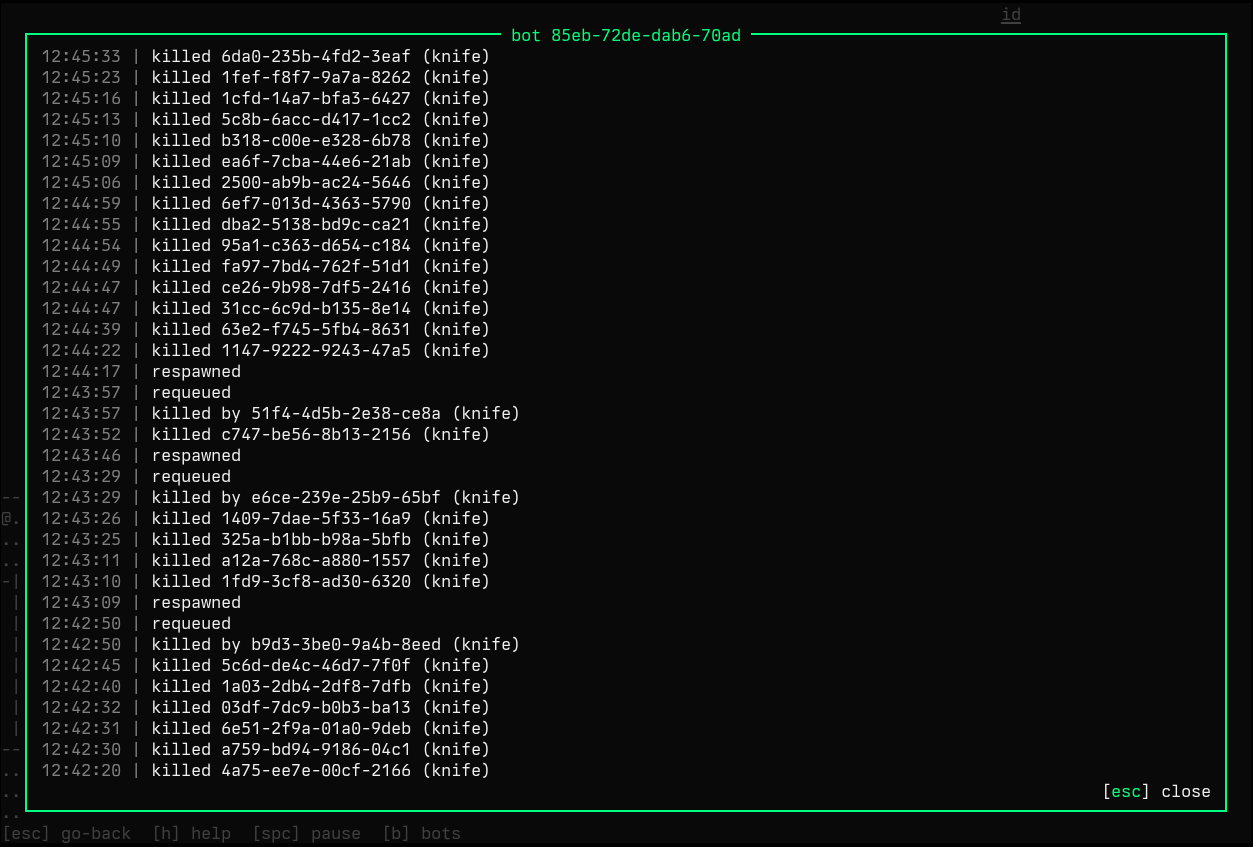 id
bot 85eb-72de-dab6-70ad
12:45:33 | killed 6da0-235b-4fd2-3eaf (knife)
12:45:23 | killed 1fef-f8f7-9a7a-8262 (knife)
12:45:16 | killed 1cfd-14a7-bfa3-6427 (knife)
12:45:13 | killed 5c8b-6acc-d417-1cc2 (knife)
12:45:10 | killed b318-c00e-e328-6b78 (knife)
12:45:09 | killed ea6f-7cba-44e6-21ab (knife)
12:45:06 | killed 2500-ab9b-ac24-5646 (knife)
12:44:59 | killed 6ef7-013d-4363-5790 (knife)
12:44:55 | killed dba2-5138-bd9c-ca21 (knife)
12:44:54 | killed 95a1-c363-d654-c184 (knife)
12:44:49 | killed fa97-7bd4-762f-51d1 (knife)
12:44:47 | killed ce26-9b98-7df5-2416 (knife)
12:44:47 | killed 31cc-6c9d-b135-8e14 (knife)
12:44:39 | killed 63e2-f745-5fb4-8631 (knife)
12:44:22 | killed 1147-9222-9243-47a5 (knife)
12:44:17 | respawned
12:43:57 | requeued
12:43:57 | killed by 51f4-4d5b-2e38-ce8a (knife)
12:43:52 | killed c747-be56-8b13-2156 (knife)
12:43:46 | respawned
12:43:29 | requeued
12:43:29 | killed by e6ce-239e-25b9-65bf (knife)
12:43:26 | killed 1409-7dae-5f33-16a9 (knife)
12:43:25 | killed 325a-b1bb-b98a-5bfb (knife)
12:43:11 | killed a12a-768c-a880-1557 (knife)
12:43:10 | killed 1fd9-3cf8-ad30-6320 (knife)
12:43:09 | respawned
12:42:50 | requeued
12:42:50 | killed by b9d3-3be0-9a4b-8eed (knife)
12:42:45 | killed 5c6d-de4c-46d7-7f0f (knife)
12:42:40 | killed 1a03-2db4-2df8-7dfb (knife)
12:42:32 | killed 03df-7dc9-b0b3-ba13 (knife)
12:42:31 | killed 6e51-2f9a-01a0-9deb (knife)
12:42:30 | killed a759-bd94-9186-04c1 (knife)
12:42:20 | killed 4a75-ee7e-00cf-2166 (knife)
[esc] close
[esc] go-back [h] help [spc] pause [b] bots